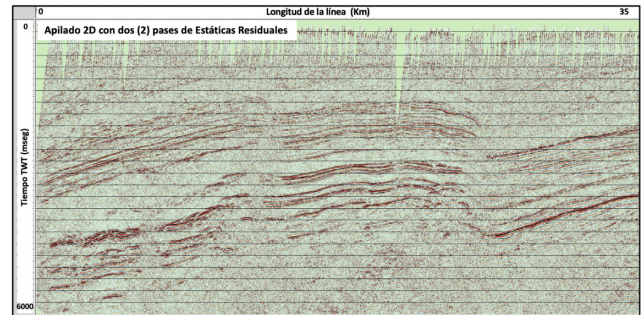 0 Longitud de la línea (Km) 35
0
Apilado 2D con dos (2) pases de Estáticas Residuales
Tiempo TWT (mseg)
6000